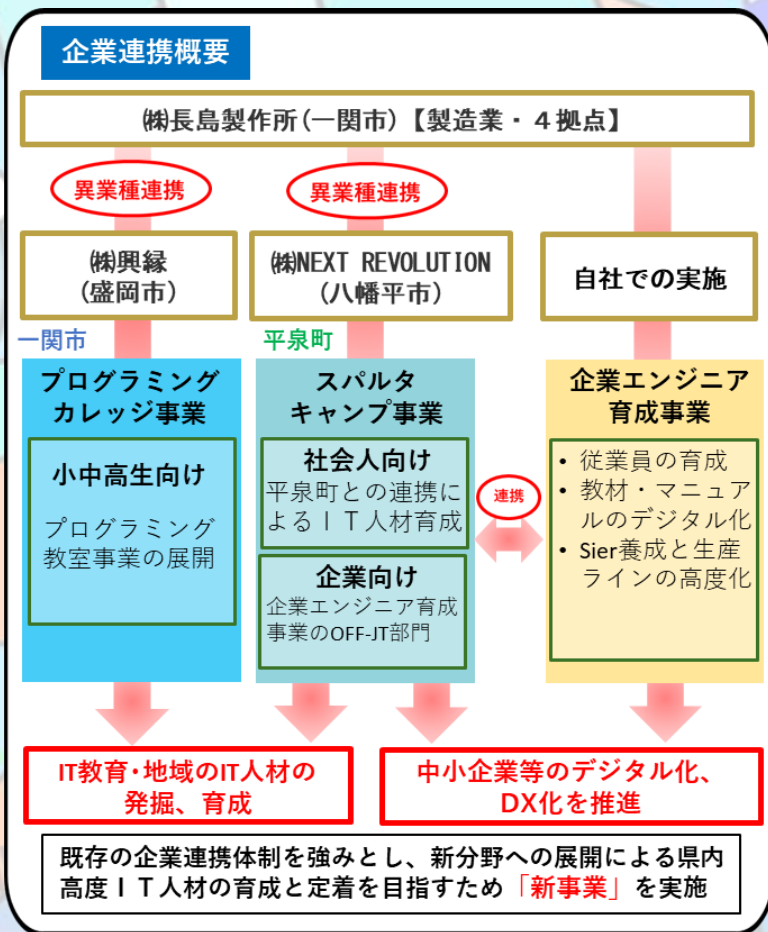 企業連携概要
㈱長島製作所(一関市)【製造業・４拠点】
異業種連携
異業種連携
㈱興縁
(盛岡市)
㈱NEXT REVOLUTION
(八幡平市)
自社での実施
一関市
平泉町
プログラミング
カレッジ事業
小中高生向け
プログラミング
教室事業の展開
スパルタ
キャンプ事業
社会人向け
平泉町との連携に
よるＩＴ人材育成
企業向け
企業エンジニア育成
事業のOFF-JT部門
連携
企業エンジニア
育成事業
• 従業員の育成
• 教材・マニュア
ルのデジタル化
• Sier養成と生産
ラインの高度化
IT教育･地域のIT人材の
発掘、育成
中小企業等のデジタル化、
DX化を推進
既存の企業連携体制を強みとし、新分野への展開による県内
高度ＩＴ人材の育成と定着を目指すため「新事業」を実施